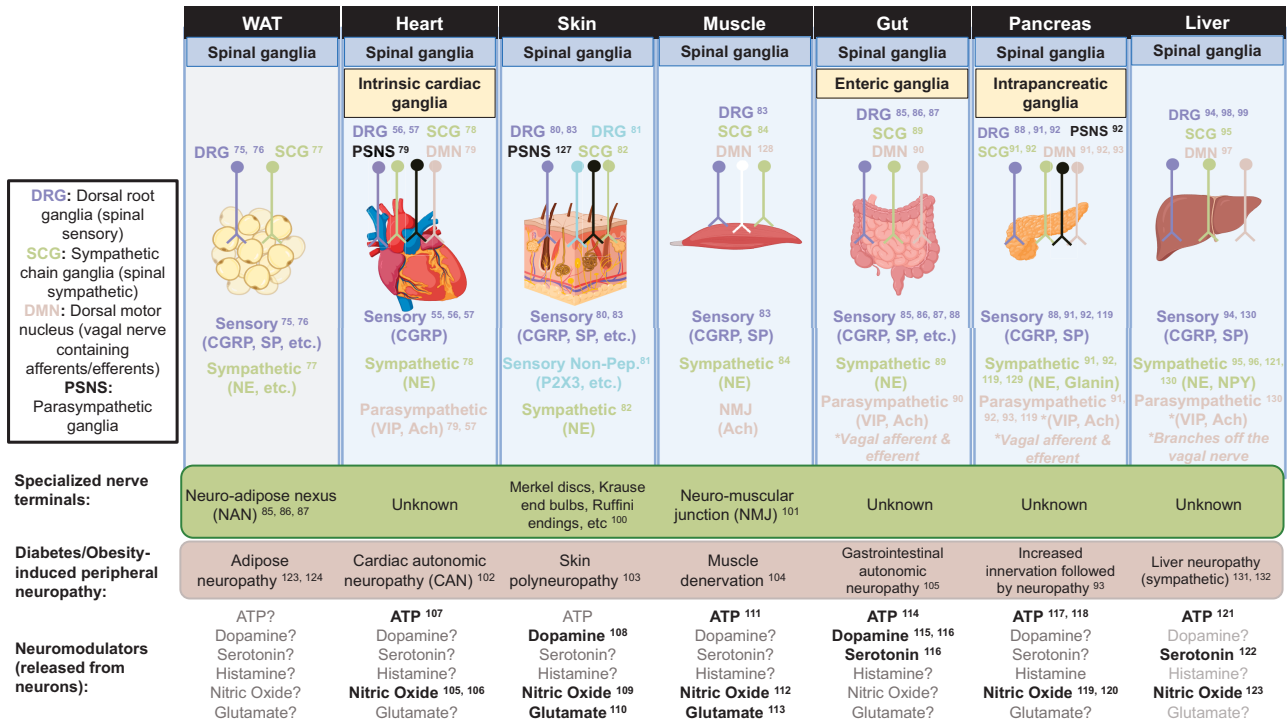 WAT
Heart
Skin
Muscle
Gut
Pancreas
Liver
Spinal ganglia
Spinal ganglia
Spinal ganglia
Spinal ganglia
Spinal ganglia
Spinal ganglia
Spinal ganglia
Intrinsic cardiac
ganglia
Enteric ganglia
Intrapancreatic
ganglia
DRG: Dorsal root
ganglia (spinal
sensory)
SCG: Sympathetic
chain ganglia (spinal
sympathetic)
DMN: Dorsal motor
nucleus (vagal nerve
containing
afferents/efferents)
PSNS:
Parasympathetic
ganglia
DRG 75, 76 SCG 77
Sensory 75, 76
(CGRP, SP, etc.)
Sympathetic 77
(NE, etc.)
DRG 56, 57 SCG 78
PSNS 79 DMN 79
Sensory 55, 56, 57
(CGRP)
Sympathetic 78
(NE)
Parasympathetic
(VIP, Ach) 79, 57
DRG 80, 83 DRG 81
PSNS 127 SCG 82
Sensory 80, 83
(CGRP, SP, etc.)
Sensory Non-Pep. 81
(P2X3, etc.)
Sympathetic 82
(NE)
DRG 83
SCG 84
DMN 128
Sensory 83
(CGRP, SP)
Sympathetic 84
(NE)
NMJ
(Ach)
DRG 85, 86, 87
SCG 89
DMN 90
Sensory 85, 86, 87, 88
(CGRP, SP, etc.)
Sympathetic 89
(NE)
Parasympathetic 90
*(VIP, Ach)
*Vagal afferent &
efferent
DRG 88 , 91, 92 PSNS 92
SCG 91, 92 DMN 91, 92, 93
Sensory 88, 91, 92, 119
(CGRP, SP)
Sympathetic 91, 92,
119, 129 (NE, Glanin)
Parasympathetic 91,
92, 93, 119 *(VIP, Ach)
*Vagal afferent &
efferent
DRG 94, 98, 99
SCG 95
DMN 97
Sensory 94, 130
(CGRP, SP)
Sympathetic 95, 96, 121,
130 (NE, NPY)
Parasympathetic 130
*(VIP, Ach)
*Branches off the
vagal nerve
Specialized nerve
terminals:
Neuro-adipose nexus
(NAN) 85, 86, 87
Unknown
Merkel discs, Krause
end bulbs, Ruffini
endings, etc 100
Neuro-muscular
junction (NMJ) 101
Unknown
Unknown
Unknown
Diabetes/Obesity-
induced peripheral
neuropathy:
Adipose
neuropathy 123, 124
Cardiac autonomic
neuropathy (CAN) 102
Skin
polyneuropathy 103
Muscle
denervation 104
Gastrointestinal
autonomic
neuropathy 105
Increased
innervation followed
by neuropathy 93
Liver neuropathy
(sympathetic) 131, 132
Neuromodulators
(released from
neurons):
ATP?
Dopamine?
Serotonin?
Histamine?
Nitric Oxide?
Glutamate?
ATP 107
Dopamine?
Serotonin?
Histamine?
Nitric Oxide 105, 106
Glutamate?
ATP
Dopamine 108
Serotonin?
Histamine?
Nitric Oxide 109
Glutamate 110
ATP 111
Dopamine?
Serotonin?
Histamine?
Nitric Oxide 112
Glutamate 113
ATP 114
Dopamine 115, 116
Serotonin 116
Histamine?
Nitric Oxide?
Glutamate?
ATP 117, 118
Dopamine?
Serotonin?
Histamine
Nitric Oxide 119, 120
Glutamate?
ATP 121
Dopamine?
Serotonin 122
Histamine?
Nitric Oxide 123
Glutamate?